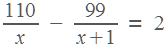 110/x − 99/(x+1) = 2